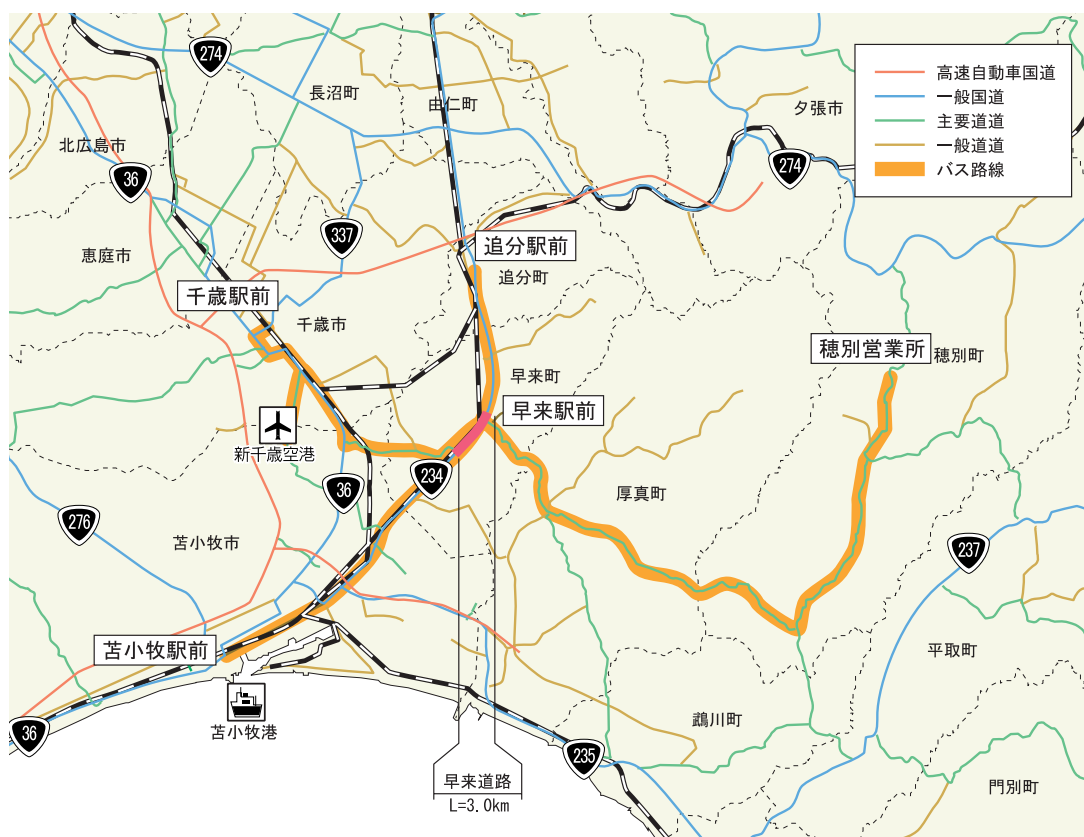 高速自動車国道
一般国道
主要道道
一般道道
バス路線
274
長沼町
由仁町
夕張市
北広島市
36
274
337
恵庭市
追分駅前
追分町
千歳駅前
千歳市
穂別営業所
穂別町
早来町
早来駅前
新千歳空港
234
36
厚真町
276
苫小牧市
237
苫小牧駅前
平取町
苫小牧港
鵡川町
36
235
早来道路
L=3.0km
門別町